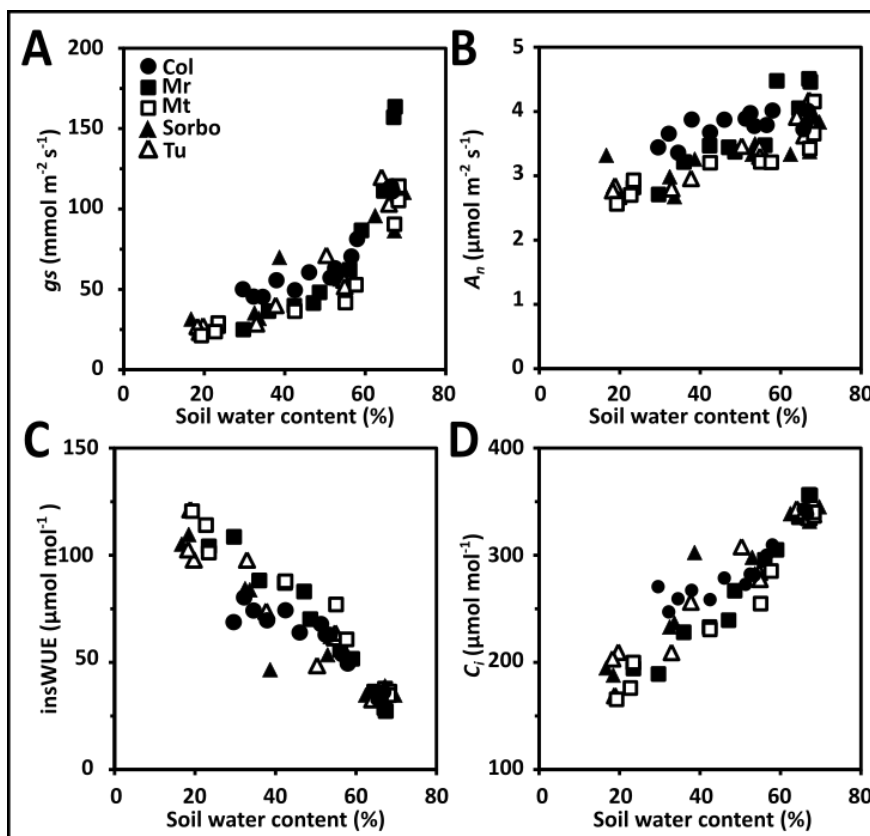 A
B
200
150
100
50
0
gs (mmol m⁻² s⁻¹)
Col
Mr
Mt
Sorbo
Tu
0 20 40 60 80
Soil water content (%)
5
4
3
2
1
0
Aₙ (µmol m⁻² s⁻¹)
0 20 40 60 80
Soil water content (%)
C
D
150
100
50
0
insWUE (µmol mol⁻¹)
0 20 40 60 80
Soil water content (%)
400
300
200
100
Cᵢ (µmol mol⁻¹)
0 20 40 60 80
Soil water content (%)